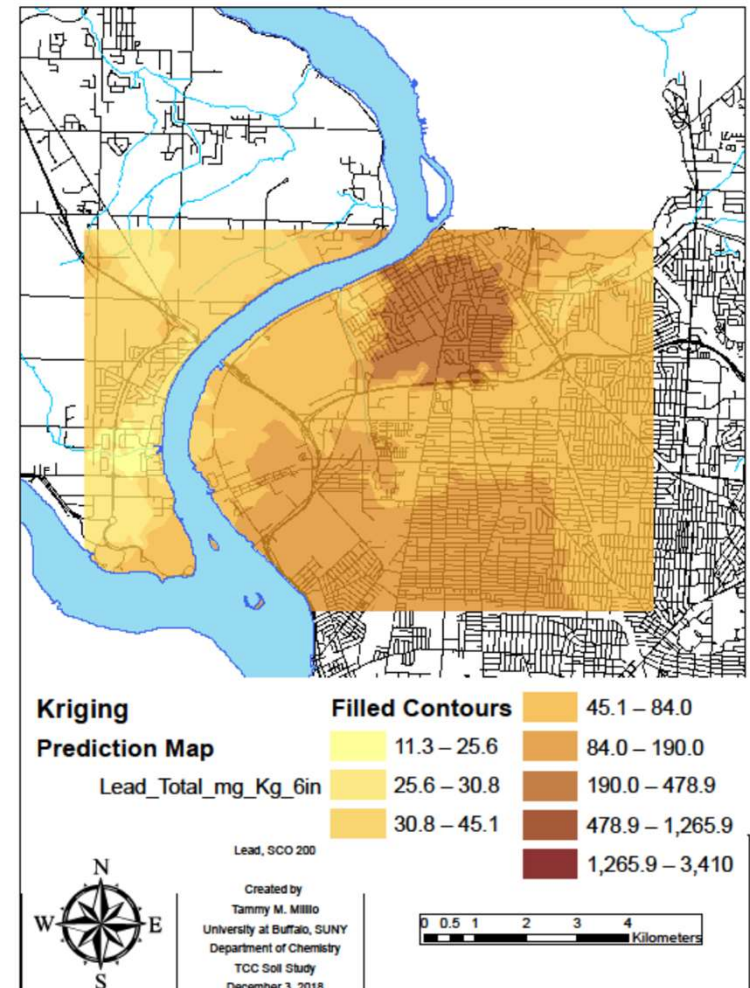 Kriging
Prediction Map
Lead_Total_mg_Kg_6in
Filled Contours
11.3 – 25.6
25.6 – 30.8
30.8 – 45.1
45.1 – 84.0
84.0 – 190.0
190.0 – 478.9
478.9 – 1,265.9
1,265.9 – 3,410
Lead, SCO 200
Created by
Tammy M. Milillo
University at Buffalo, SUNY
Department of Chemistry
TCC Soil Study
December 3, 2018
N
W E
S
0 0.5 1 2 3 4
Kilometers